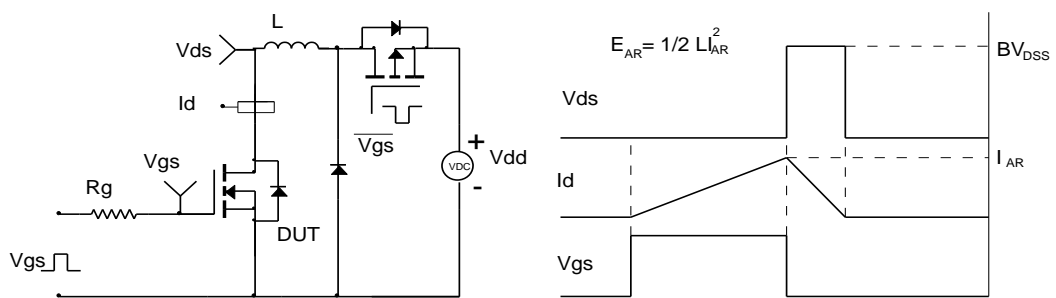 L
Vds
Id
Vgs
Rg
DUT
Vgs
Vgs
VDC
+
-
Vdd
E_AR= 1/2 LI²_AR
Vds
BV_DSS
Id
I_AR
Vgs